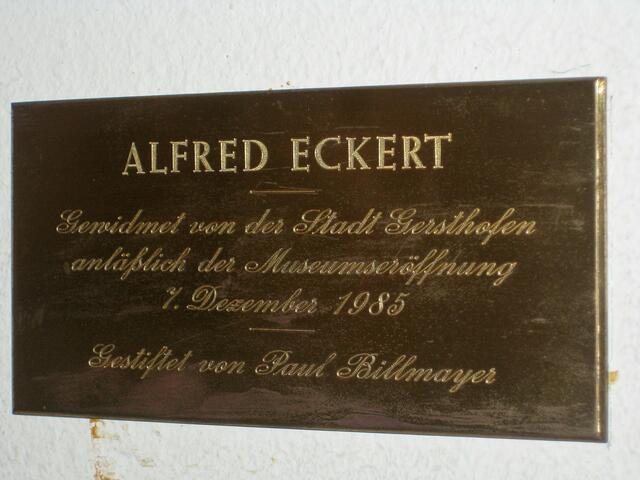 ALFRED ECKERT
Gewidmet von der Stadt Gersthofen
anläßlich der Museumseröffnung
7. Dezember 1985
Gestiftet von Paul Billmayer